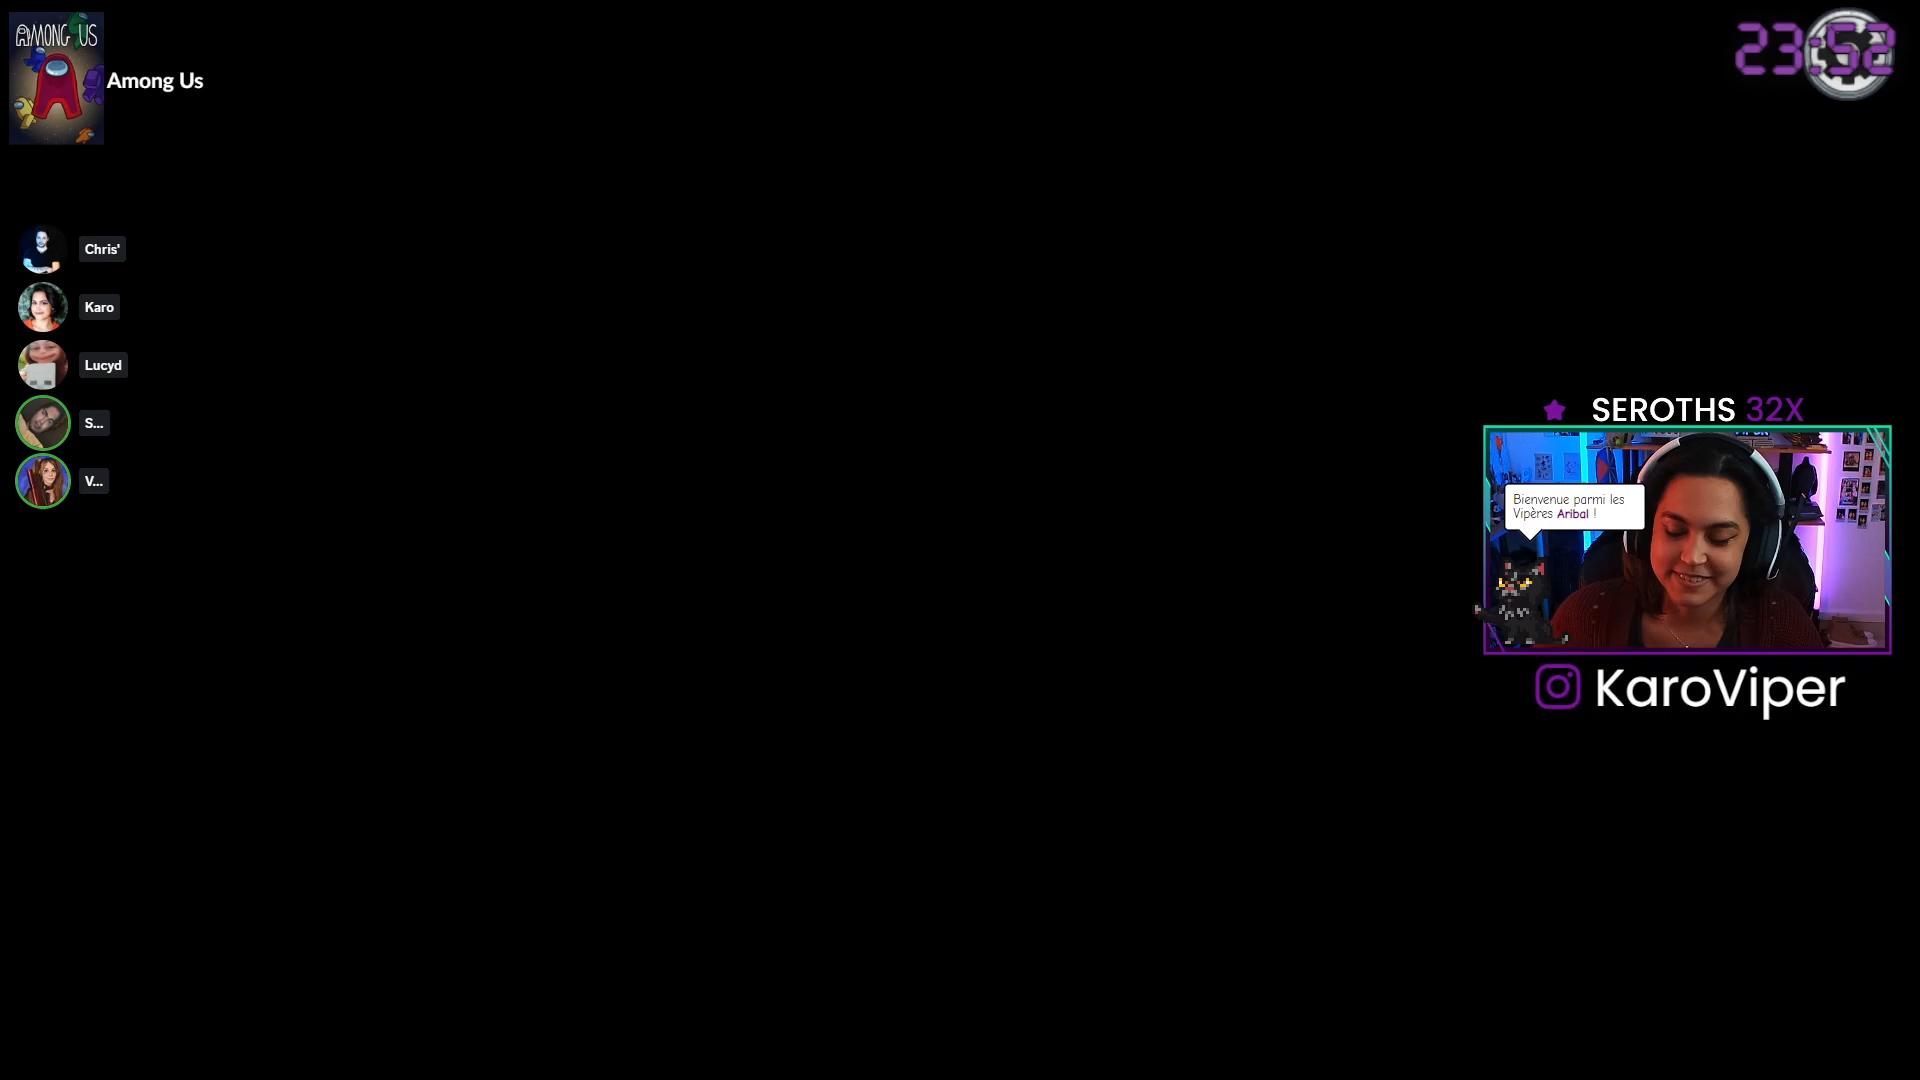 AMONG US
Among Us
23:52
Chris'
Karo
Lucyd
S...
V...
SEROTHS 32X
Bienvenue parmi les
Vipères Aribal !
KaroViper